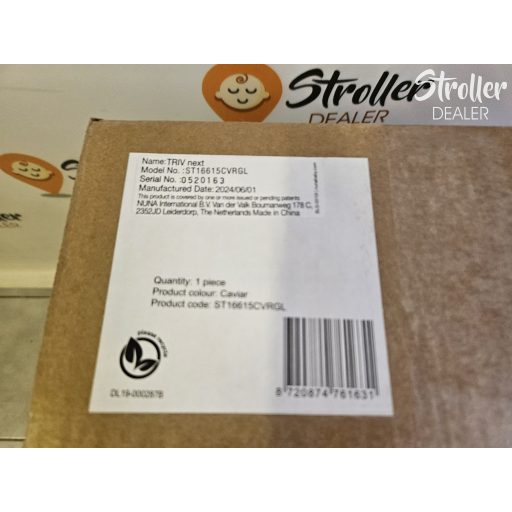 Stroller
DEALER
Stroller
DEALER
Name:TRIV next
Model No. :ST16615CVRGL
Serial No. :0520163
Manufactured Date: 2024/06/01
This product is covered by one or more issued or pending patents
NUNA International B.V. Van der Valk Boumanweg 178 C,
2352JD Leiderdorp, The Netherlands Made in China
Quantity: 1 piece
Product colour: Caviar
Product code: ST16615CVRGL
please recycle
DL19-000287B
8 720874 761631